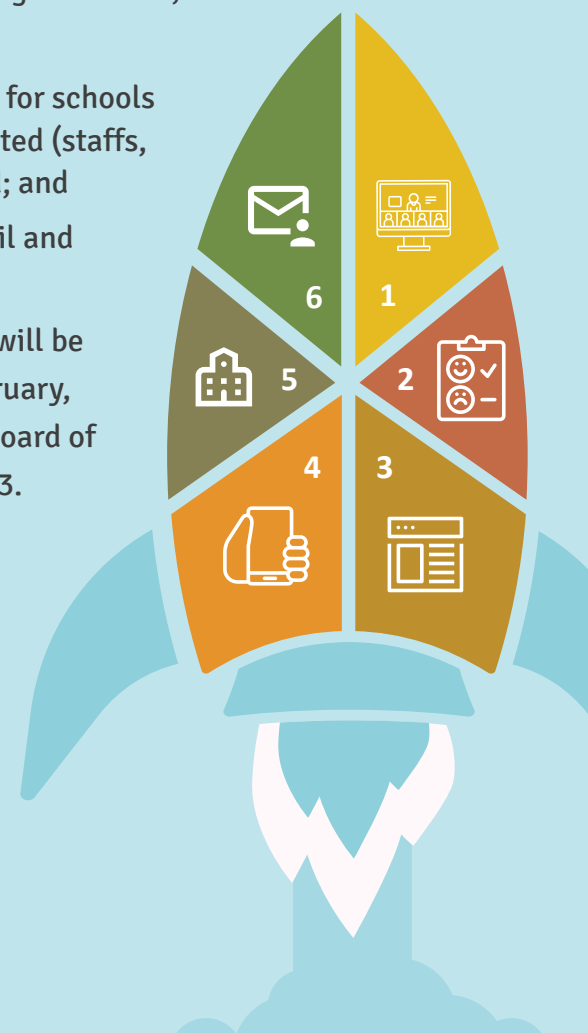 for schools
ted (staffs,
; and
il and
will be
ruary,
oard of
3.
6
1
5
2
4
3